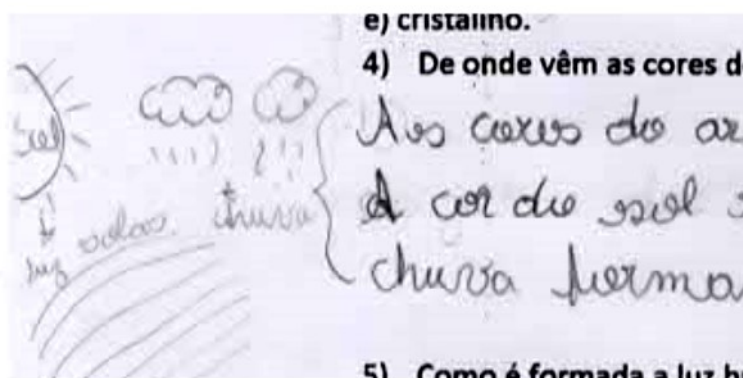 e) cristalino.
4) De onde vêm as cores d
As cores do ar
A cor do sol s
chuva forma
sol
luz
solar
chuva
5) Como é formada a luz b